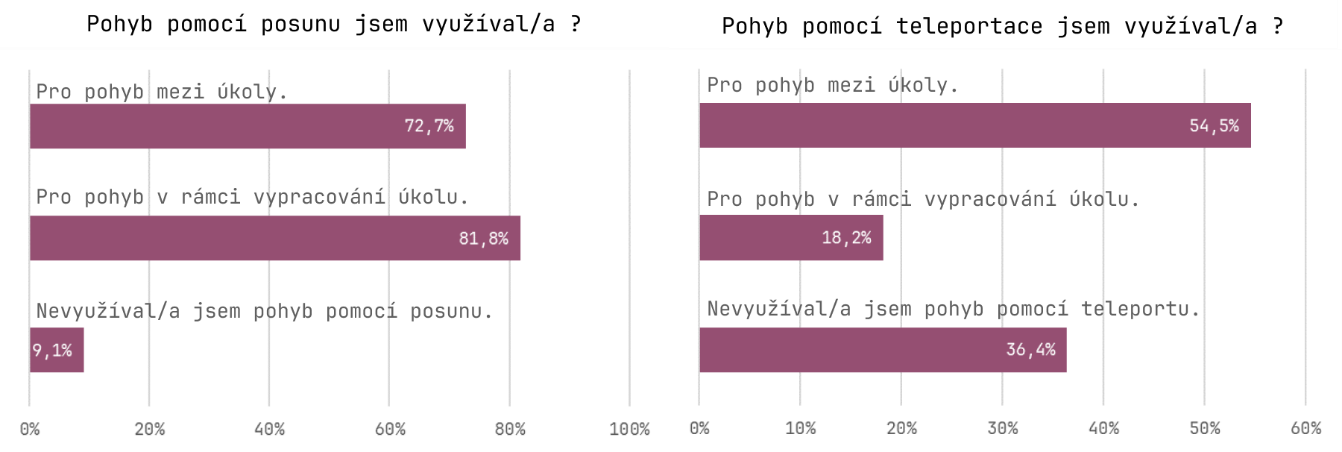 Pohyb pomocí posunu jsem využíval/a ?
Pro pohyb mezi úkoly.
72,7%
Pro pohyb v rámci vypracování úkolu.
81,8%
Nevyužíval/a jsem pohyb pomocí posunu.
9,1%
0% 20% 40% 60% 80% 100%
Pohyb pomocí teleportace jsem využíval/a ?
Pro pohyb mezi úkoly.
54,5%
Pro pohyb v rámci vypracování úkolu.
18,2%
Nevyužíval/a jsem pohyb pomocí teleportu.
36,4%
0% 10% 20% 30% 40% 50% 60%